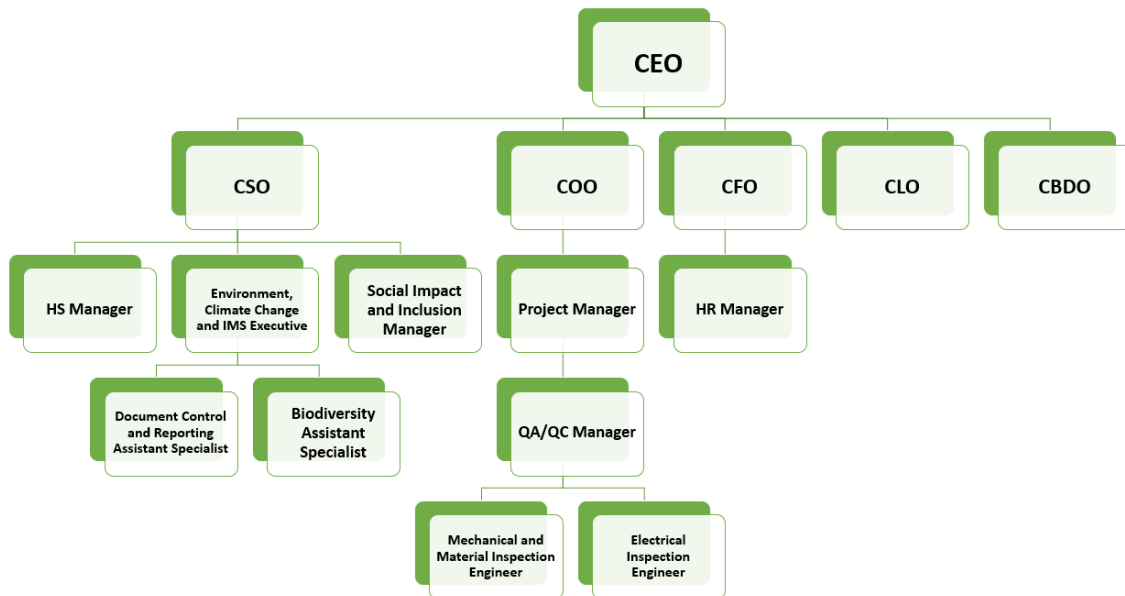 CEO
CSO
COO
CFO
CLO
CBDO
HS Manager
Environment,
Climate Change
and IMS Executive
Social Impact
and Inclusion
Manager
Project Manager
HR Manager
Document Control
and Reporting
Assistant Specialist
Biodiversity
Assistant
Specialist
QA/QC Manager
Mechanical and
Material Inspection
Engineer
Electrical
Inspection
Engineer